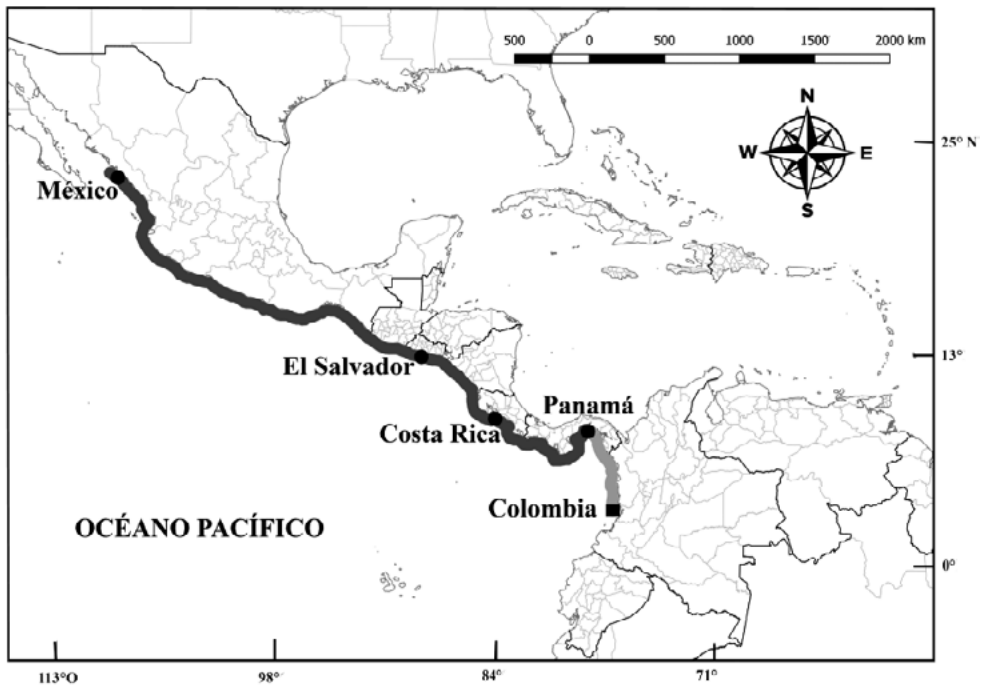 500 0 500 1000 1500 2000 km
N
W E
S
25° N
México
El Salvador
13°
Panamá
Costa Rica
Colombia
OCÉANO PACÍFICO
0°
113°O 98° 84° 71°